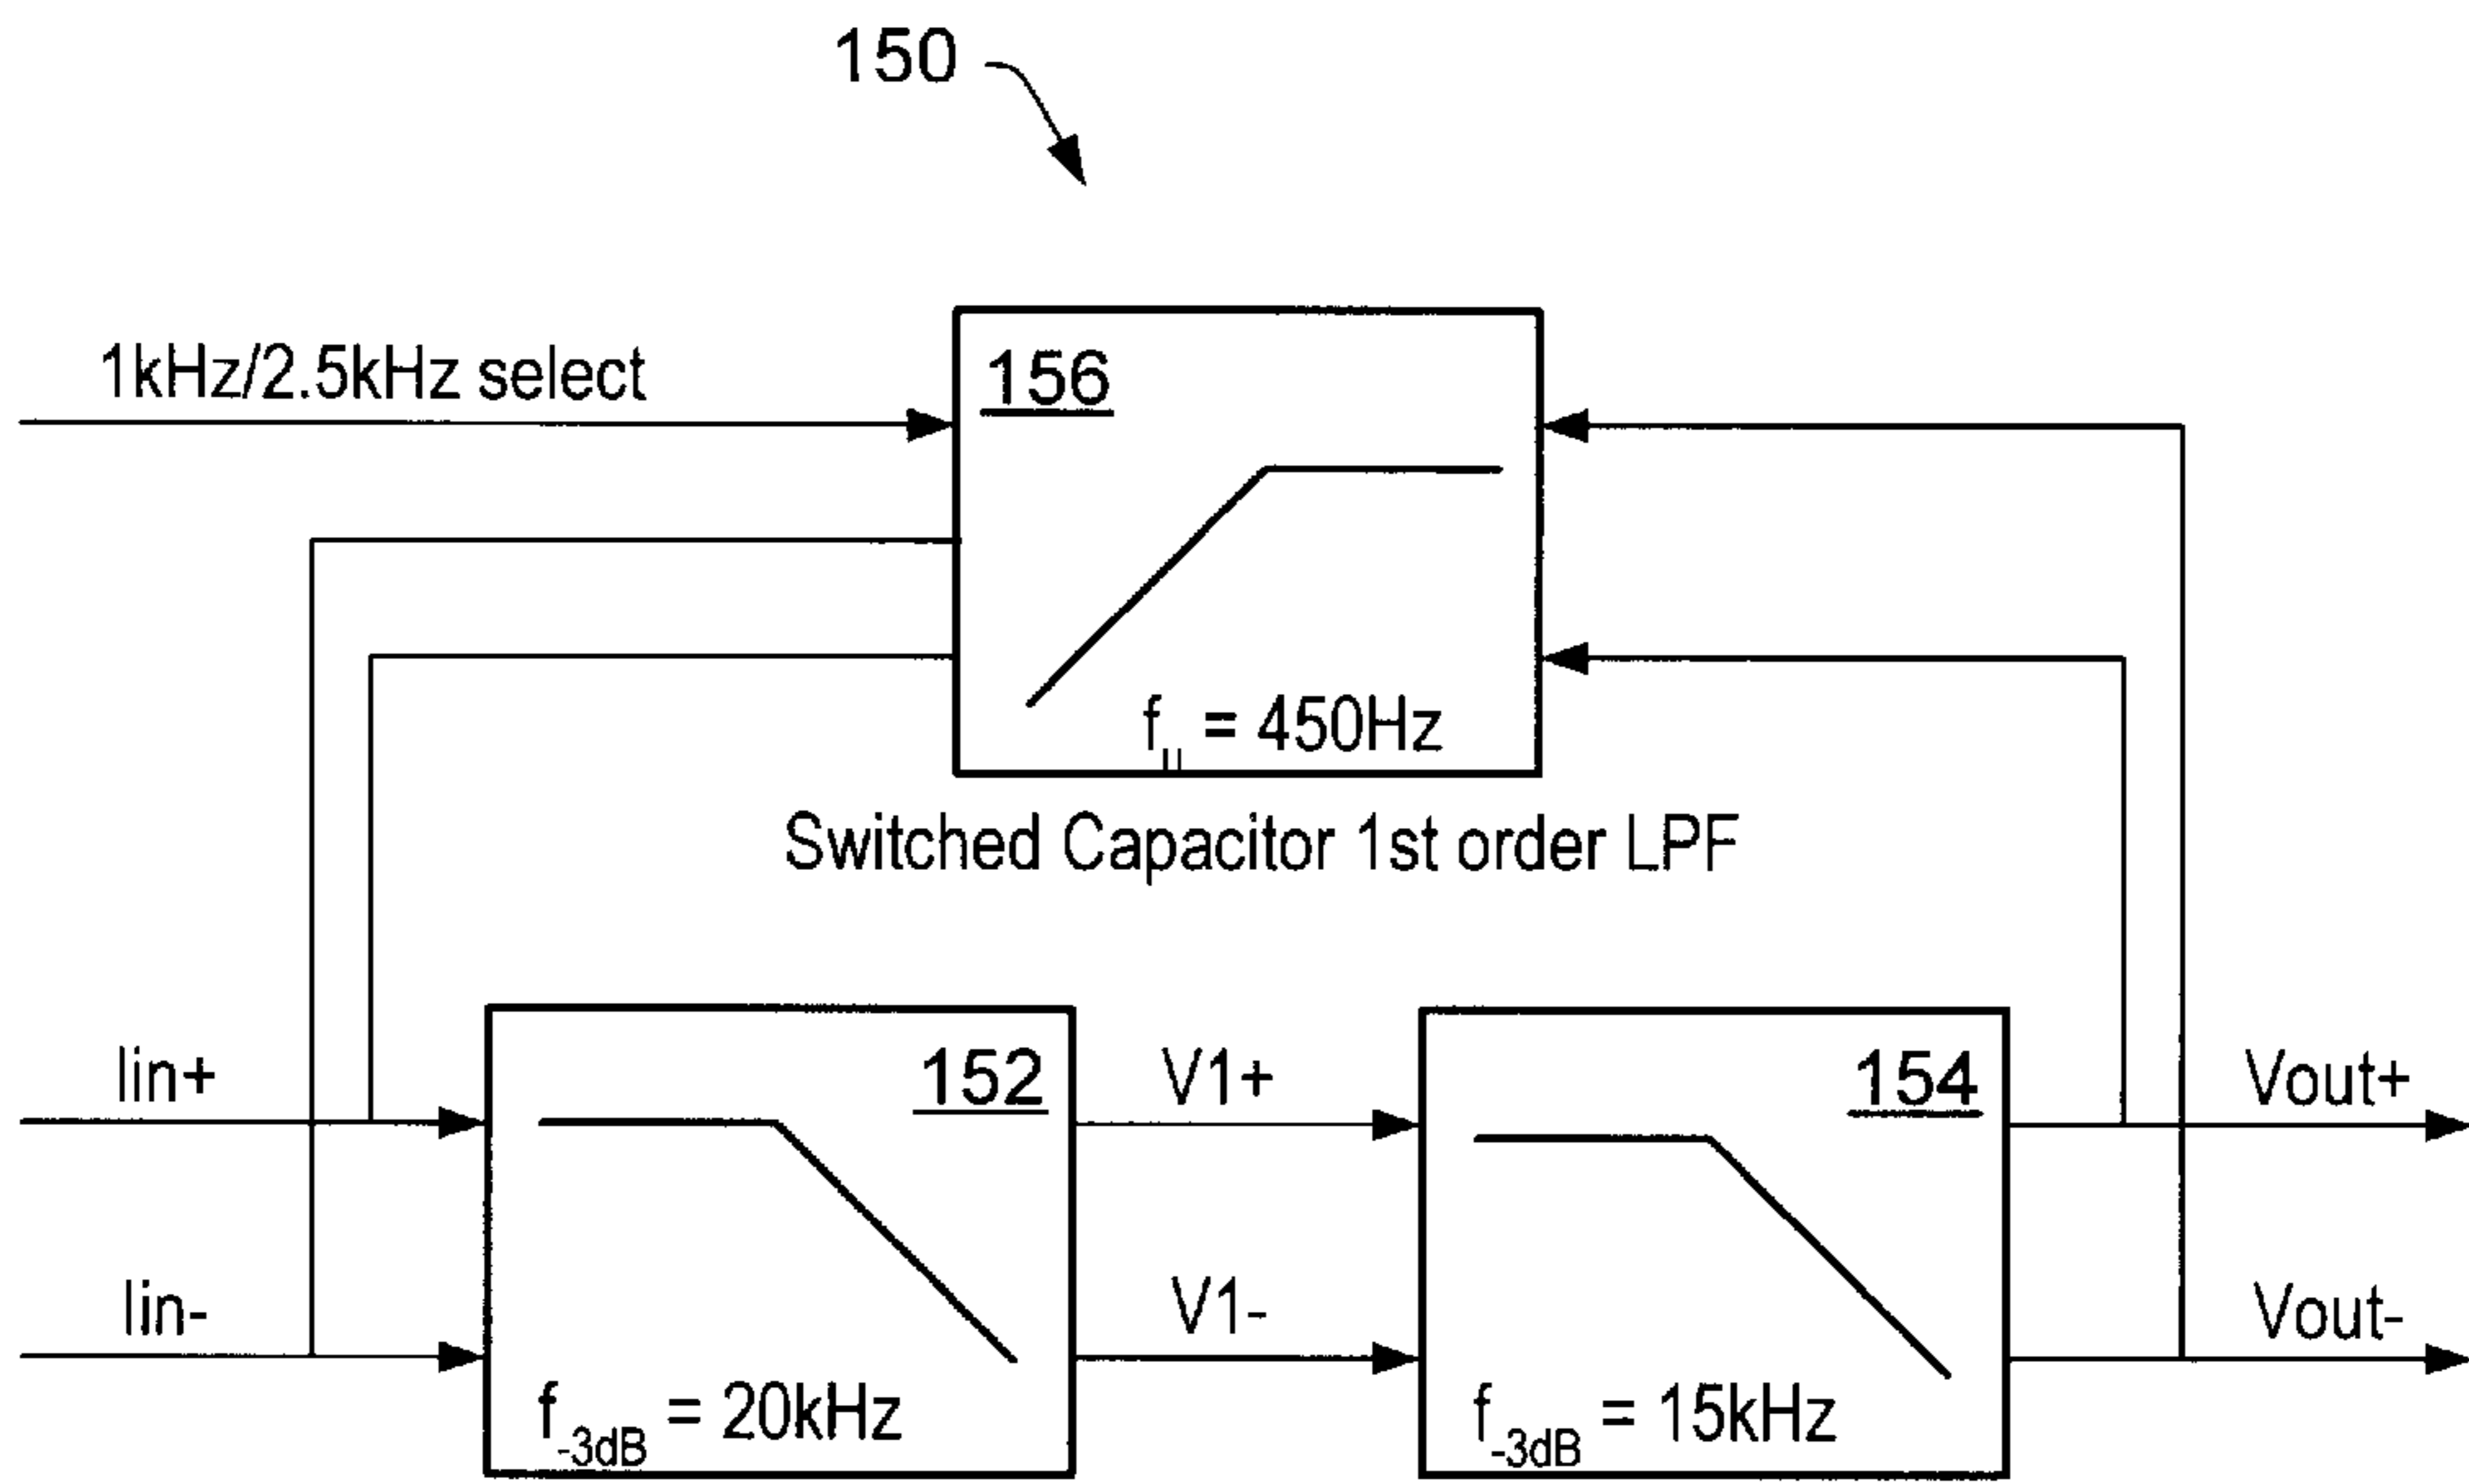 150
1kHz/2.5kHz select
156
fu = 450Hz
Switched Capacitor 1st order LPF
Iin+
152
V1+
154
Vout+
Iin-
V1-
Vout-
f-3dB = 20kHz
f-3dB = 15kHz